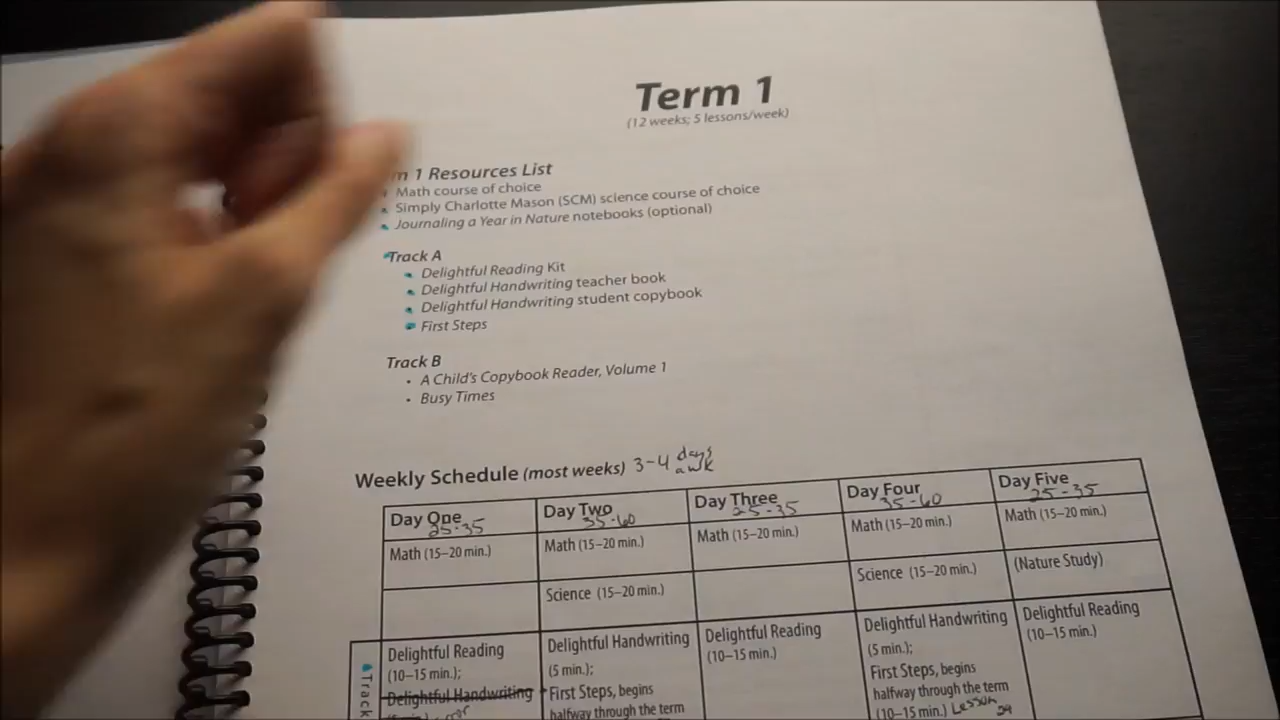 Term 1
(12 weeks; 5 lessons/week)
m 1 Resources List
Math course of choice
• Simply Charlotte Mason (SCM) science course of choice
• Journaling a Year in Nature notebooks (optional)
Track A
• Delightful Reading Kit
• Delightful Handwriting teacher book
• Delightful Handwriting student copybook
• First Steps
Track B
• A Child's Copybook Reader, Volume 1
• Busy Times
Weekly Schedule (most weeks) 3-4 days a wk
Day One Day Two Day Three Day Four Day Five
25-35 35-60 25-35 35-60 25-35
Math (15–20 min.) Math (15–20 min.) Math (15–20 min.) Math (15–20 min.) Math (15–20 min.)
Science (15–20 min.) Science (15–20 min.) (Nature Study)
Delightful Reading Delightful Handwriting Delightful Reading Delightful Handwriting Delightful Reading
(10–15 min.); (5 min.); (10–15 min.) (5 min.); (10–15 min.)
Delightful Handwriting First Steps, begins First Steps, begins
halfway through the term halfway through the term
(10–15 min.) Lesson 29
Track